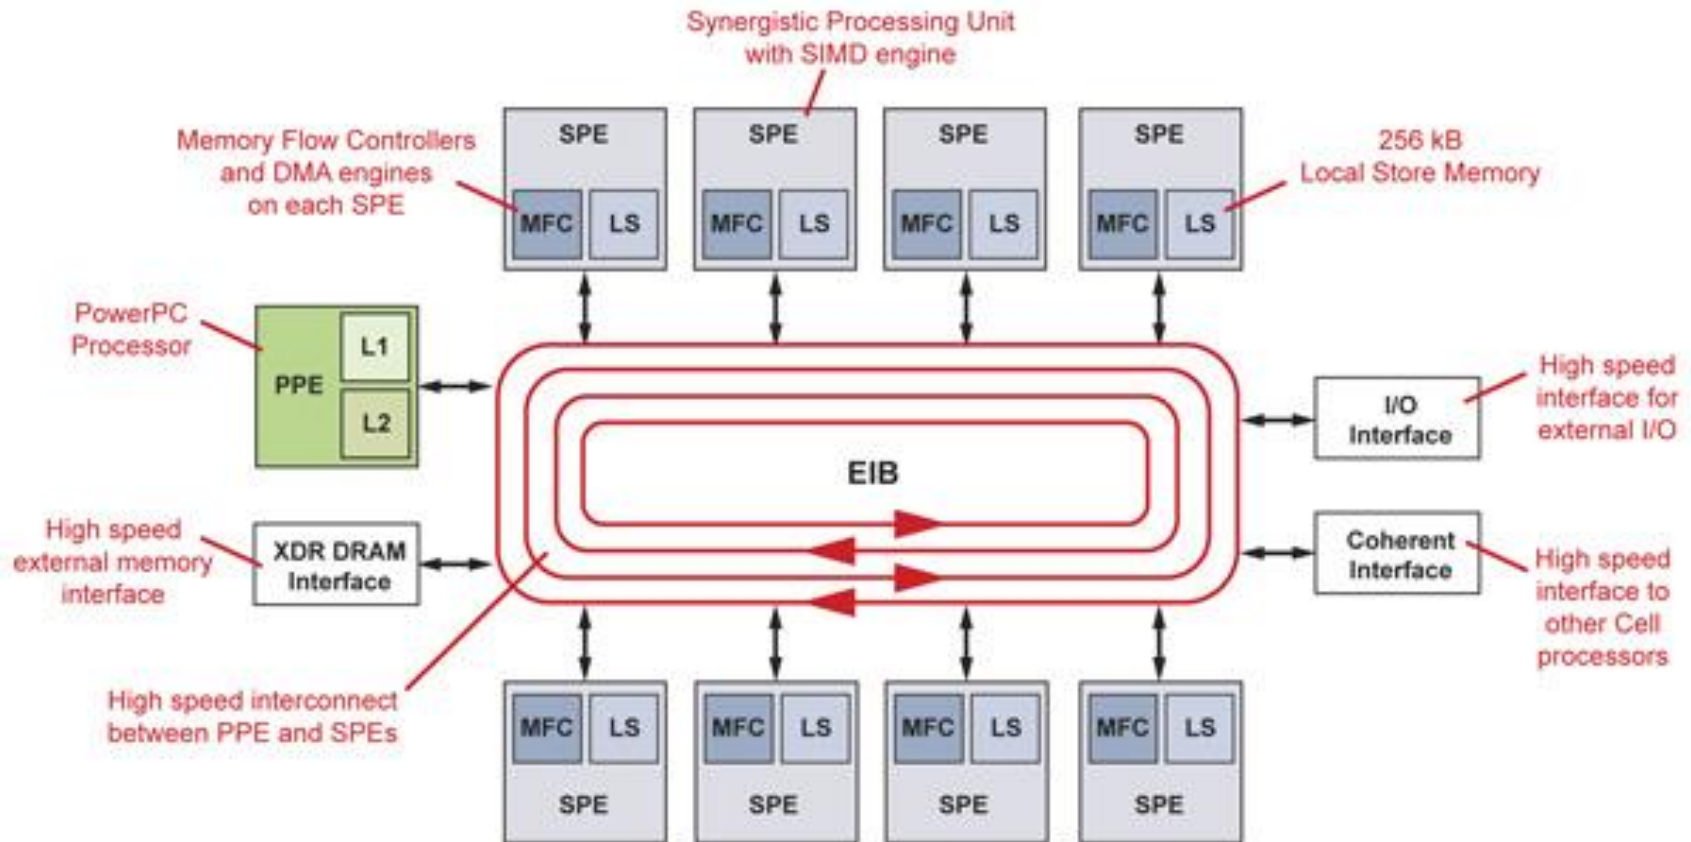 Synergistic Processing Unit
with SIMD engine
Memory Flow Controllers
and DMA engines
on each SPE
256 kB
Local Store Memory
SPE
MFC LS
SPE
MFC LS
SPE
MFC LS
SPE
MFC LS
PowerPC
Processor
PPE
L1
L2
High speed
external memory
interface
XDR DRAM
Interface
EIB
I/O
Interface
High speed
interface for
external I/O
Coherent
Interface
High speed
interface to
other Cell
processors
High speed interconnect
between PPE and SPEs
MFC LS
SPE
MFC LS
SPE
MFC LS
SPE
MFC LS
SPE